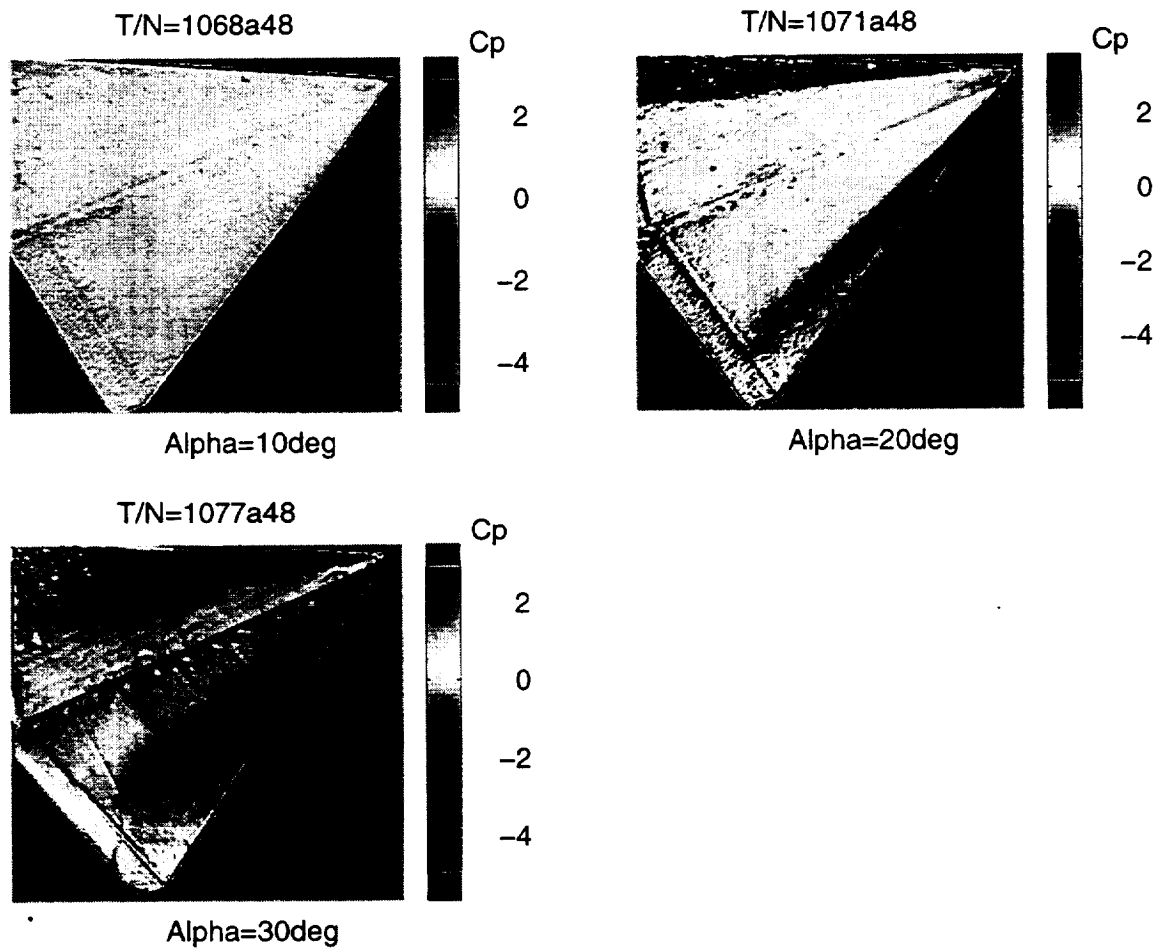 T/N=1068a48
Cp
2
0
−2
−4
Alpha=10deg
T/N=1071a48
Cp
2
0
−2
−4
Alpha=20deg
T/N=1077a48
Cp
2
0
−2
−4
Alpha=30deg